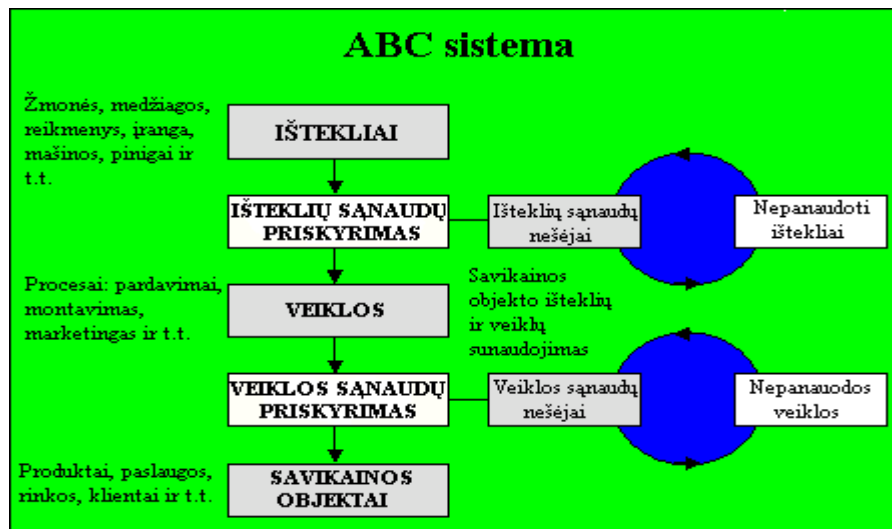 ABC sistema
Žmonės, medžiagos,
reikmenys, įranga,
mašinos, pinigai ir
t.t.
IŠTEKLIAI
IŠTEKLIŲ SĄNAUDŲ
PRISKYRIMAS
Išteklių sąnaudų
nešėjai
Nepanaudoti
ištekliai
Procesai: pardavimai,
montavimas,
marketingas ir t.t.
VEIKLOS
Savikainos
objekto išteklių
ir veiklų
sunaudojimas
VEIKLOS SĄNAUDŲ
PRISKYRIMAS
Veiklos sąnaudų
nešėjai
Nepanauodos
veiklos
Produktai, paslaugos,
rinkos, klientai ir t.t.
SAVIKAINOS
OBJEKTAI